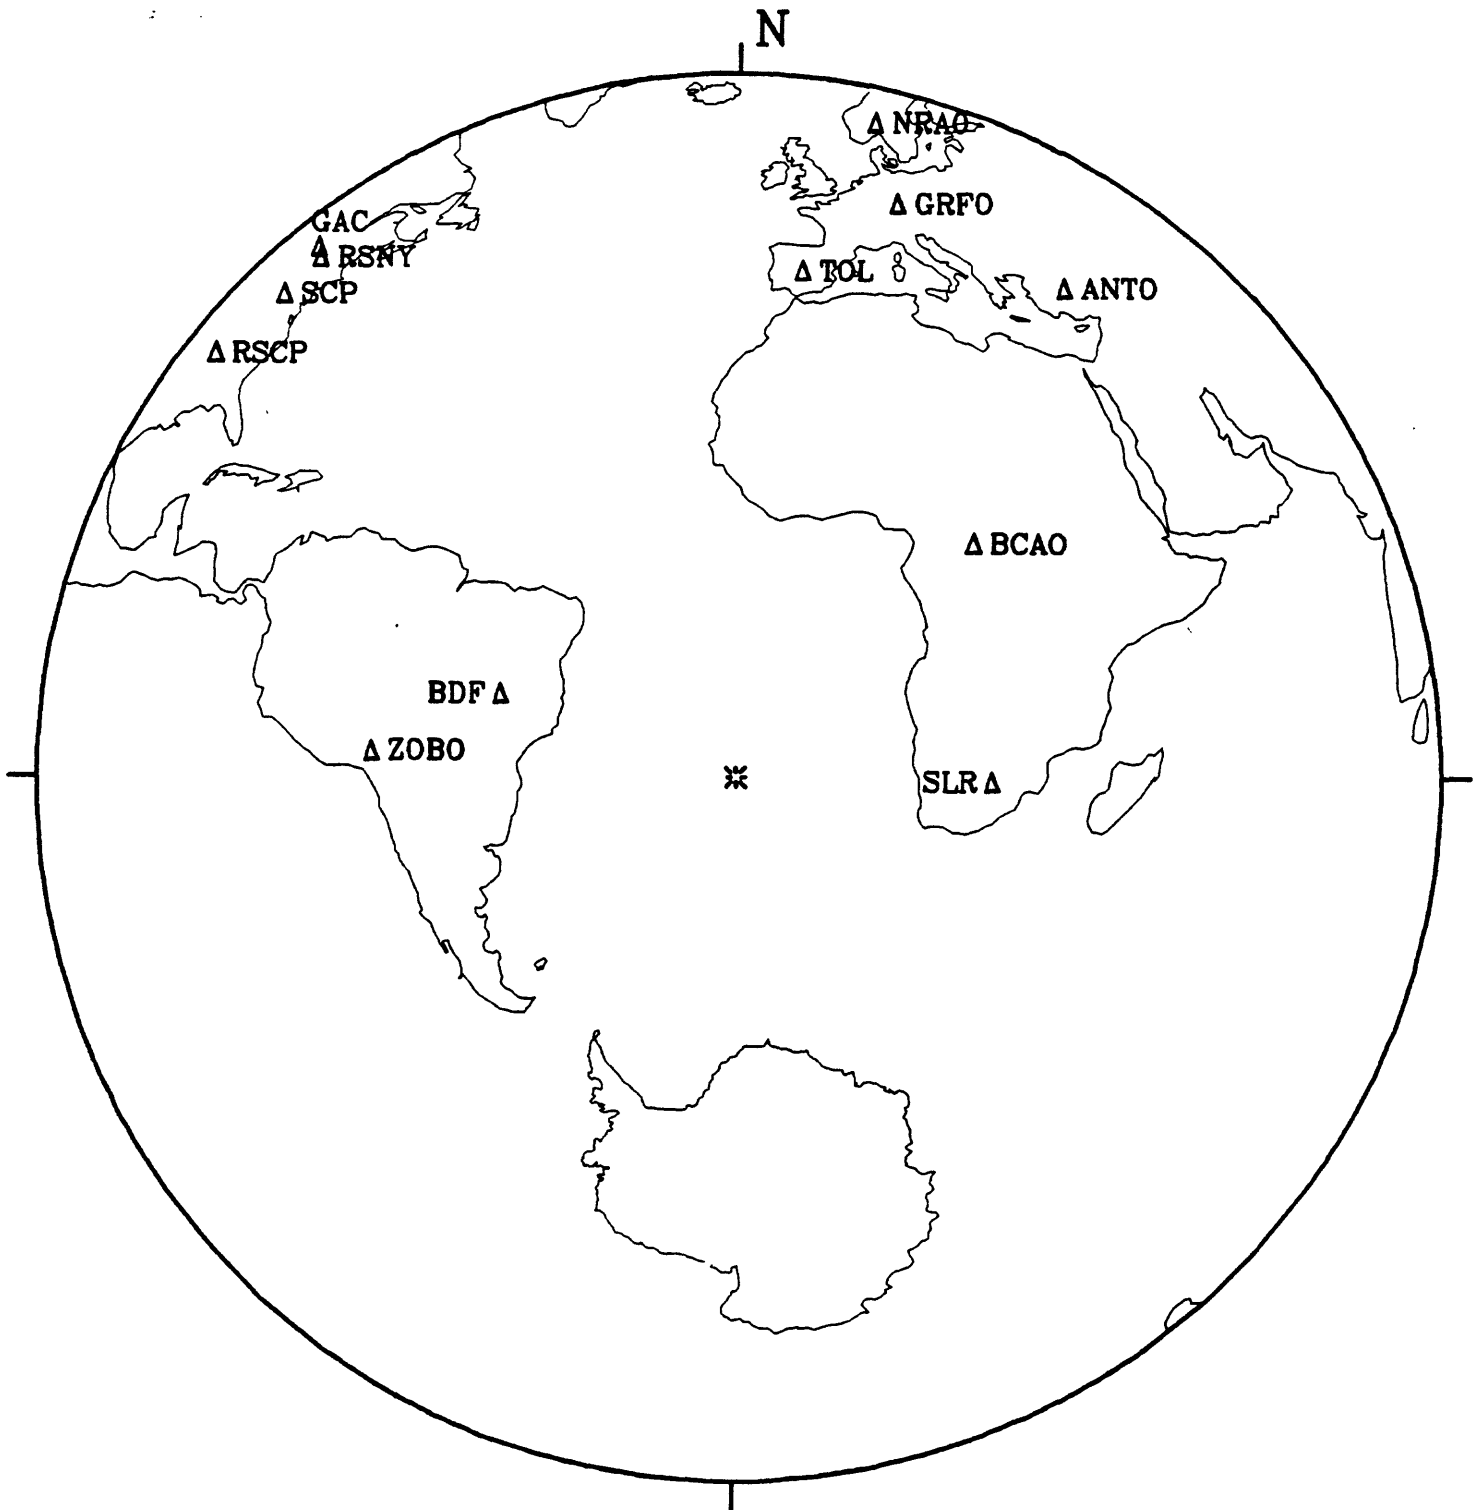 N
NRAO
GRFO
GAC
RSNY
TOL
SCP
ANTO
RSCP
BCAO
BDF
ZOBO
SLR